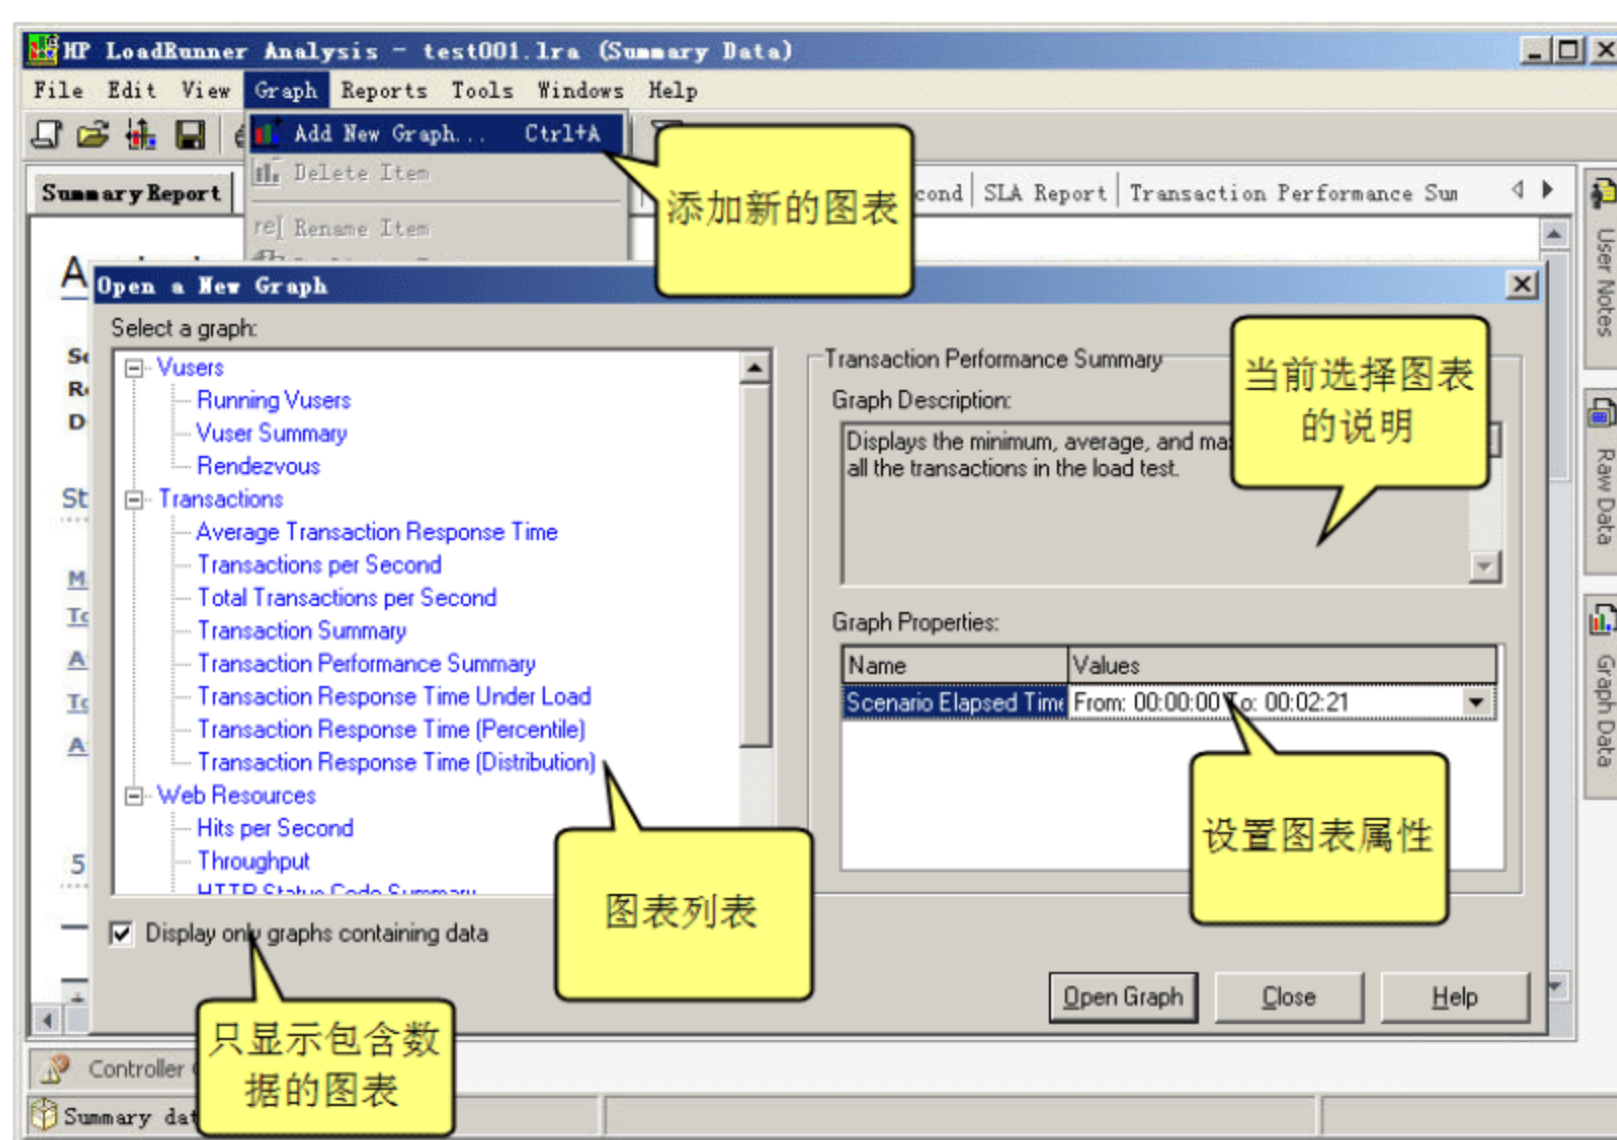 HP LoadRunner Analysis - test001.lra (Summary Data)
File Edit View Graph Reports Tools Windows Help
Add New Graph... Ctrl+A
Delete Item
Rename Item
添加新的图表
Summary Report
SLA Report
Transaction Performance Sum
User Notes
Raw Data
Graph Data
Open a New Graph
Select a graph:
Vusers
Running Vusers
Vuser Summary
Rendezvous
Transactions
Average Transaction Response Time
Transactions per Second
Total Transactions per Second
Transaction Summary
Transaction Performance Summary
Transaction Response Time Under Load
Transaction Response Time (Percentile)
Transaction Response Time (Distribution)
Web Resources
Hits per Second
Throughput
HTTP Status Code Summary
Display only graphs containing data
Transaction Performance Summary
Graph Description:
Displays the minimum, average, and
all the transactions in the load test.
当前选择图表
的说明
Graph Properties:
Name Values
Scenario Elapsed Time From: 00:00:00 To: 00:02:21
设置图表属性
图表列表
只显示包含数
据的图表
Open Graph Close Help
Controller
Summary